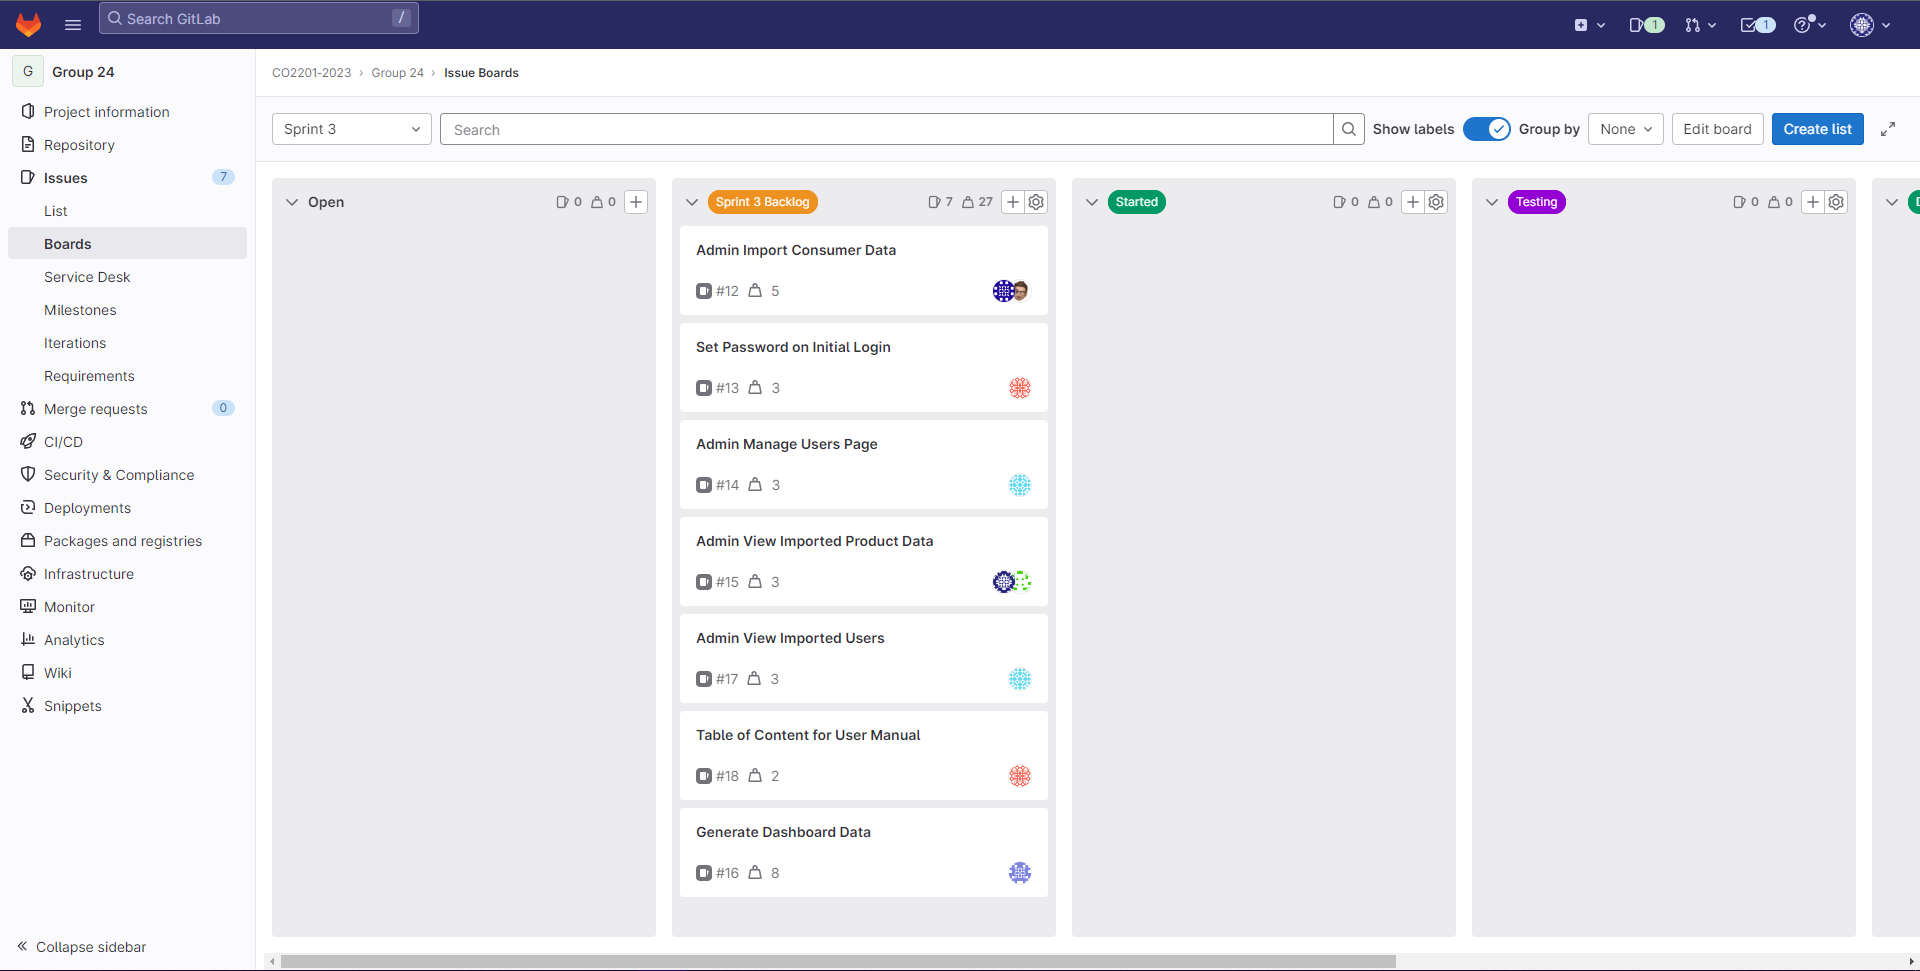 Search GitLab /
1
1
G Group 24
CO2201-2023 › Group 24 › Issue Boards
Project information
Repository
Issues 7
List
Boards
Service Desk
Milestones
Iterations
Requirements
Merge requests 0
CI/CD
Security & Compliance
Deployments
Packages and registries
Infrastructure
Monitor
Analytics
Wiki
Snippets
Collapse sidebar
Sprint 3
Search
Show labels
Group by
None
Edit board
Create list
Open 0 0
Sprint 3 Backlog 7 27
Admin Import Consumer Data
#12 5
Set Password on Initial Login
#13 3
Admin Manage Users Page
#14 3
Admin View Imported Product Data
#15 3
Admin View Imported Users
#17 3
Table of Content for User Manual
#18 2
Generate Dashboard Data
#16 8
Started 0 0
Testing 0 0